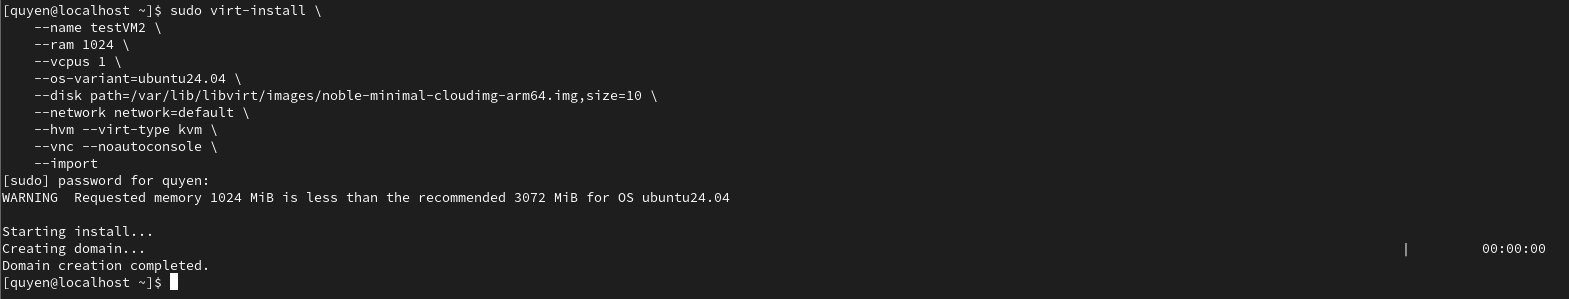 [quyen@localhost ~]$ sudo virt-install \
    --name testVM2 \
    --ram 1024 \
    --vcpus 1 \
    --os-variant=ubuntu24.04 \
    --disk path=/var/lib/libvirt/images/noble-minimal-cloudimg-arm64.img,size=10 \
    --network network=default \
    --hvm --virt-type kvm \
    --vnc --noautoconsole \
    --import
[sudo] password for quyen:
WARNING  Requested memory 1024 MiB is less than the recommended 3072 MiB for OS ubuntu24.04
Starting install...
Creating domain... | 00:00:00
Domain creation completed.
[quyen@localhost ~]$